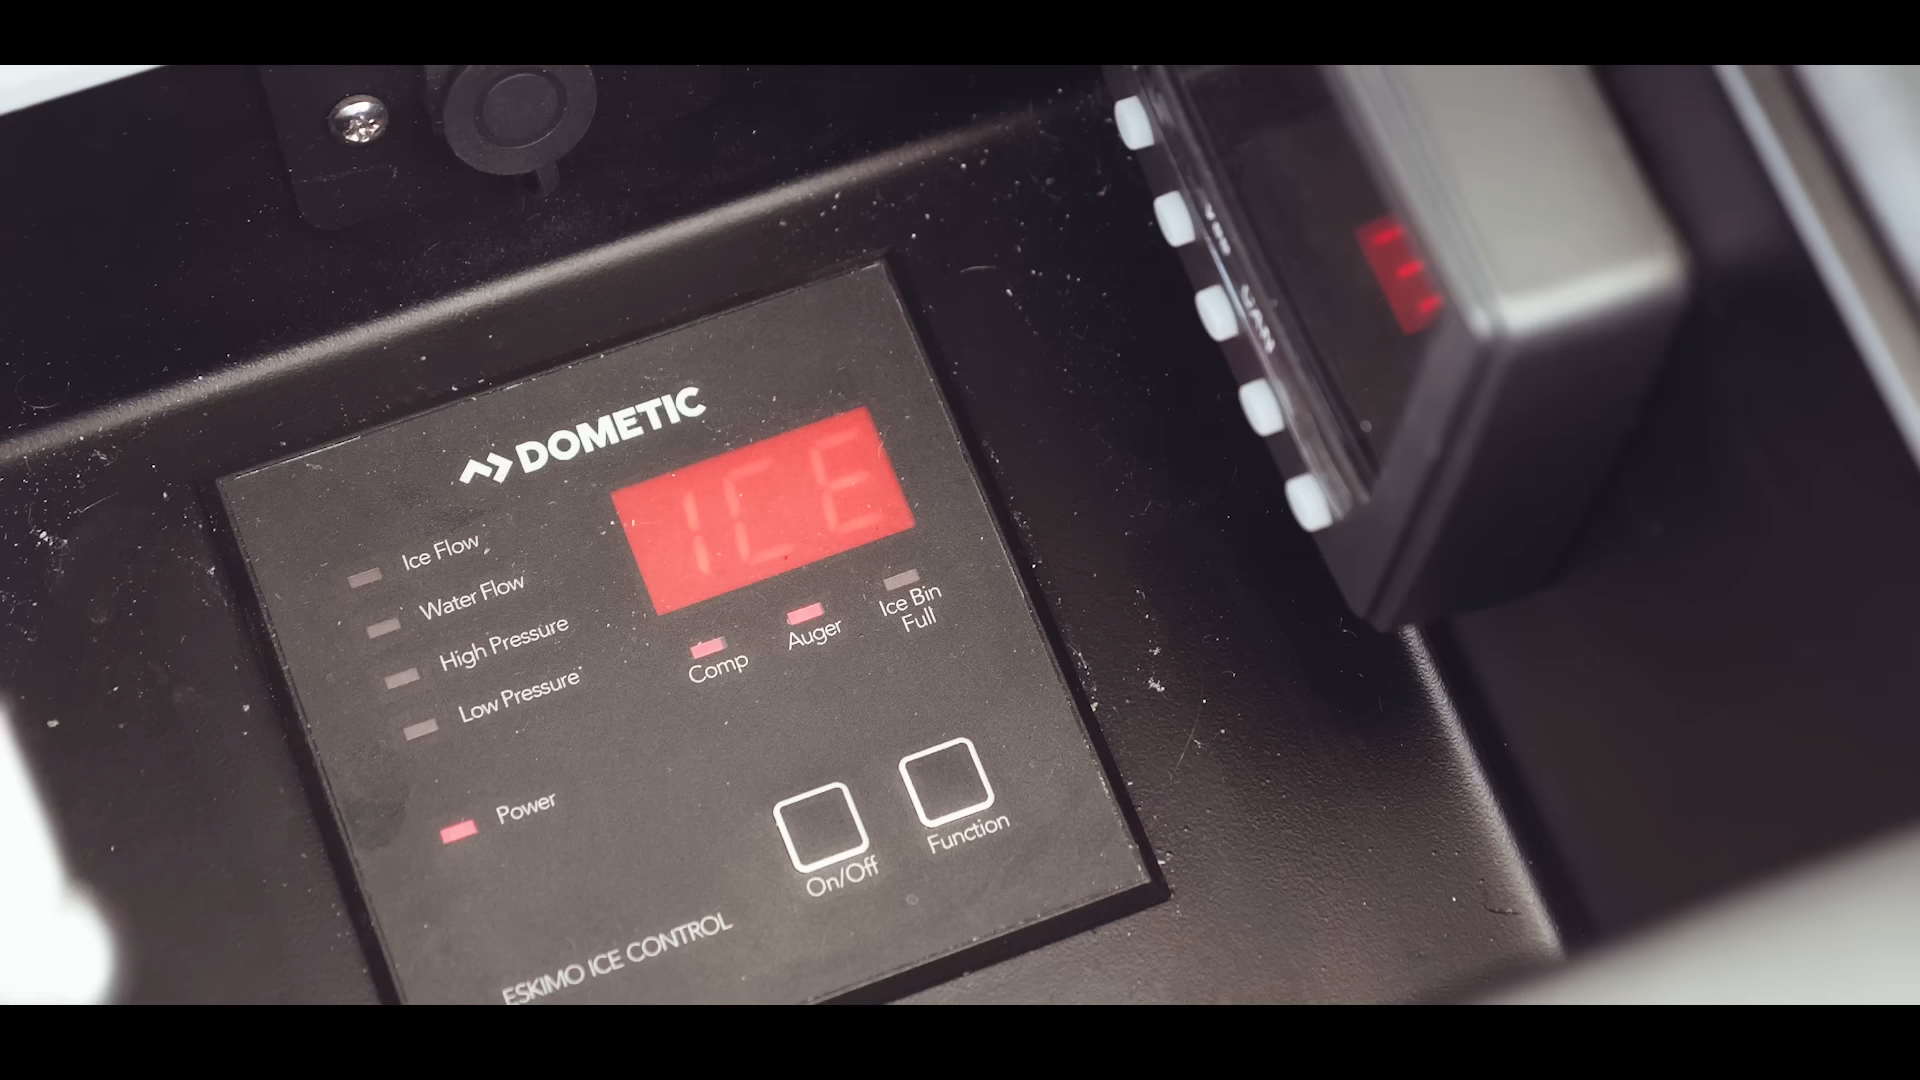 DOMETIC
ICE
Ice Flow
Water Flow
High Pressure
Low Pressure
Comp
Auger
Ice Bin
Full
Power
On/Off
Function
ESKIMO ICE CONTROL